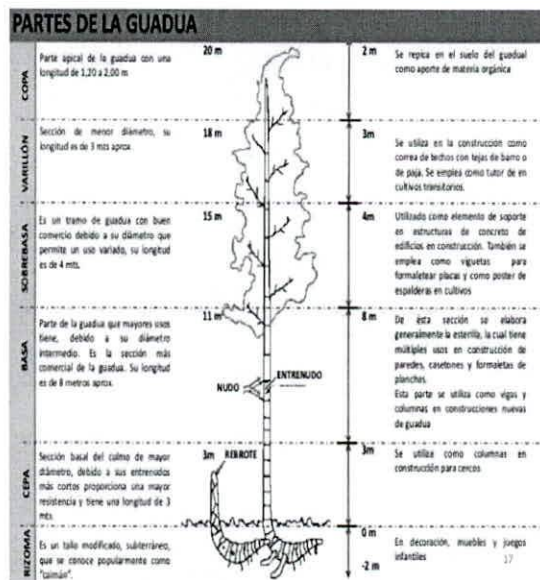 PARTES DE LA GUADUA
COPA
Parte apical de la guadua con una
longitud de 1,20 a 2,00 m
20 m
2 m
Se repica en el suelo del guadual
como aporte de materia orgánica
VARILLÓN
Sección de menor diámetro, su
longitud es de 3 mts aprox.
18 m
3m
Se utiliza en la construcción como
correa de techos con tejas de barro o
de paja. Se emplea como tutor de en
cultivos transitorios.
SOBREBASA
Es un tramo de guadua con buen
comercio debido a su diámetro que
permite un uso variado, su longitud
es de 4 mts.
15 m
4m
Utilizado como elemento de soporte
en estructuras de concreto de
edificios en construcción. También se
emplea como viguetas para
formaletear placas y como poster de
espalderas en cultivos
BASA
Parte de la guadua que mayores usos
tiene, debido a su diámetro
intermedio. Es la sección más
comercial de la guadua. Su longitud
es de 8 metros aprox.
11 m
NUDO
ENTRENUDO
8 m
De ésta sección se elabora
generalmente la esterilla, la cual tiene
múltiples usos en construcción de
paredes, casetones y formaletas de
planchas.
Esta parte se utiliza como vigas y
columnas en construcciones nuevas
de guadua
CEPA
Sección basal del culmo de mayor
diámetro, debido a sus entrenudos
más cortos proporciona una mayor
resistencia y tiene una longitud de 3
mts
3m
REBROTE
3m
Se utiliza como columnas en
construcción para cercos
RIZOMA
Es un tallo modificado, subterráneo,
que se conoce popularmente como
"caimán".
0 m
-2 m
En decoración, muebles y juegos
infantiles
17